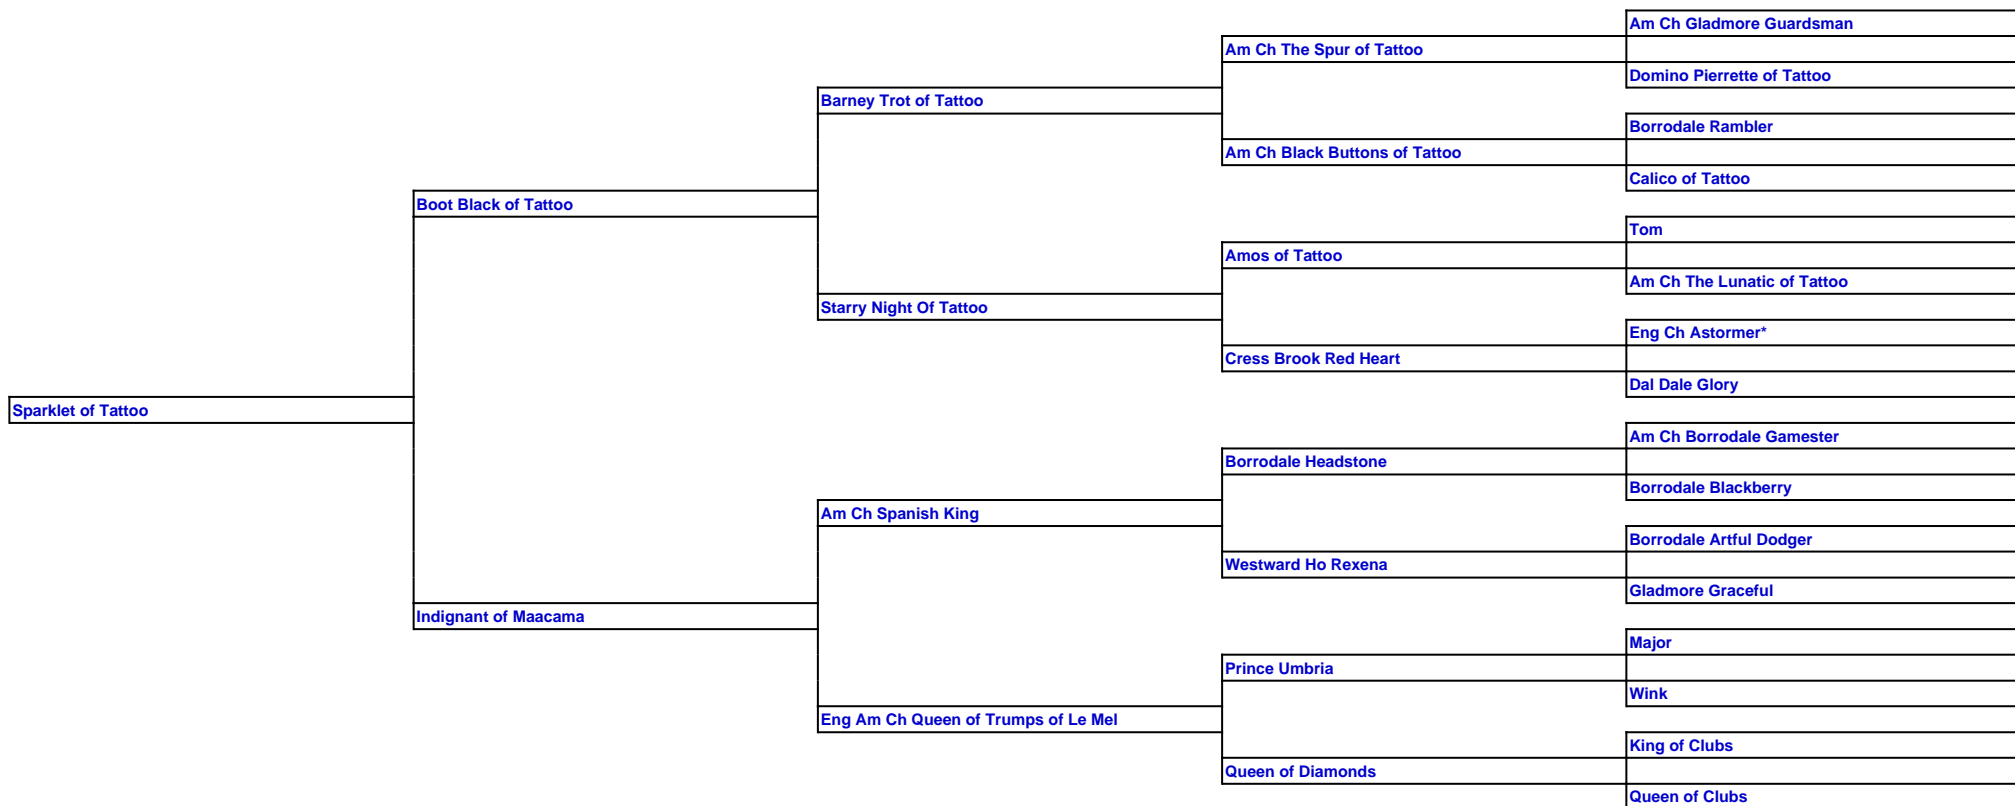 Am Ch Gladmore Guardsman
Am Ch The Spur of Tattoo
Domino Pierrette of Tattoo
Barney Trot of Tattoo
Borrodale Rambler
Am Ch Black Buttons of Tattoo
Calico of Tattoo
Boot Black of Tattoo
Tom
Amos of Tattoo
Am Ch The Lunatic of Tattoo
Starry Night Of Tattoo
Eng Ch Astormer*
Cress Brook Red Heart
Dal Dale Glory
Sparklet of Tattoo
Am Ch Borrodale Gamester
Borrodale Headstone
Borrodale Blackberry
Am Ch Spanish King
Borrodale Artful Dodger
Westward Ho Rexena
Gladmore Graceful
Indignant of Maacama
Major
Prince Umbria
Wink
Eng Am Ch Queen of Trumps of Le Mel
King of Clubs
Queen of Diamonds
Queen of Clubs